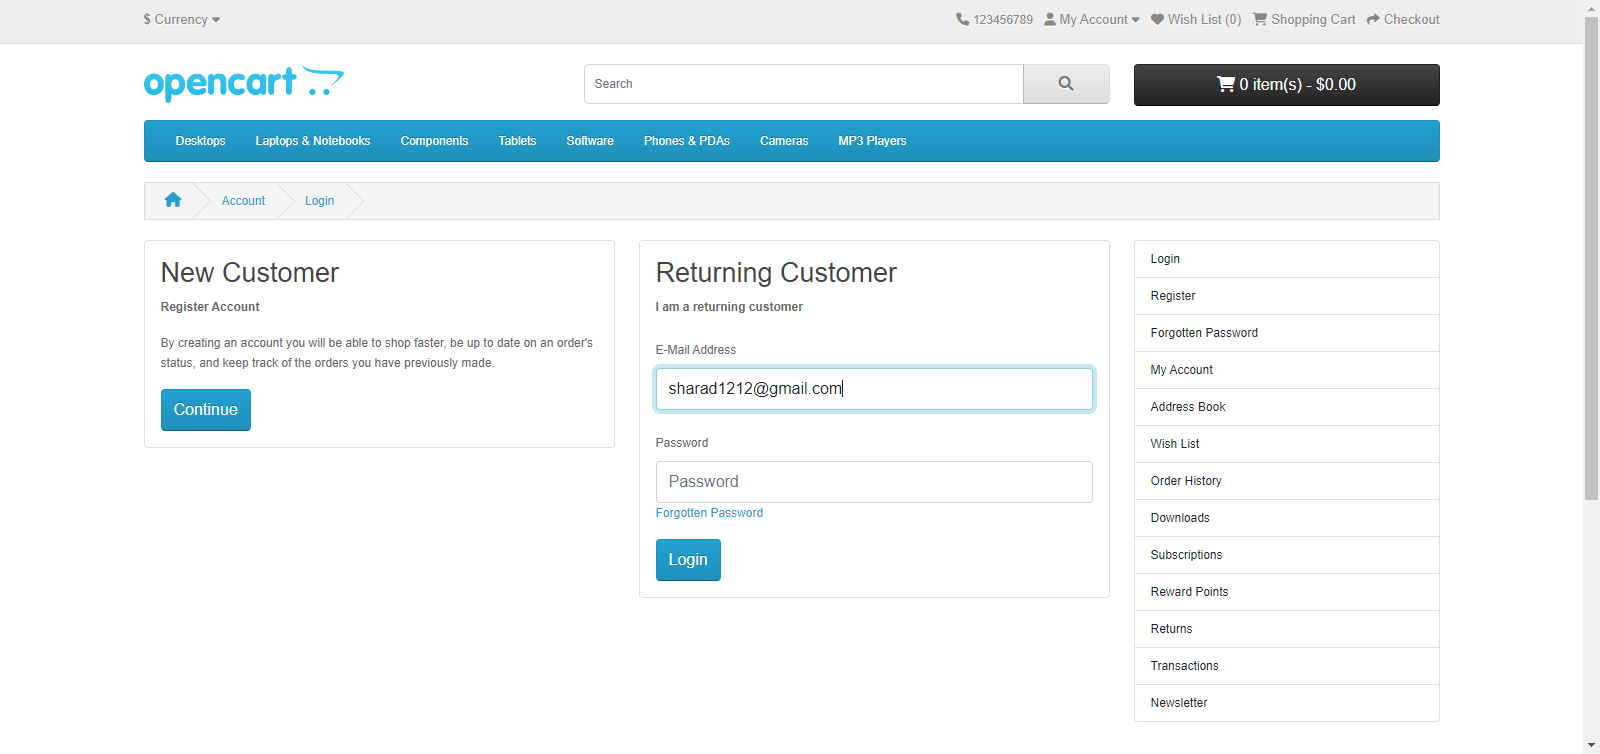 $ Currency
123456789 My Account Wish List (0) Shopping Cart Checkout
opencart
Search
0 item(s) - $0.00
Desktops Laptops & Notebooks Components Tablets Software Phones & PDAs Cameras MP3 Players
Account Login
New Customer
Register Account
By creating an account you will be able to shop faster, be up to date on an order's
status, and keep track of the orders you have previously made.
Continue
Returning Customer
I am a returning customer
E-Mail Address
sharad1212@gmail.com
Password
Password
Forgotten Password
Login
Login
Register
Forgotten Password
My Account
Address Book
Wish List
Order History
Downloads
Subscriptions
Reward Points
Returns
Transactions
Newsletter